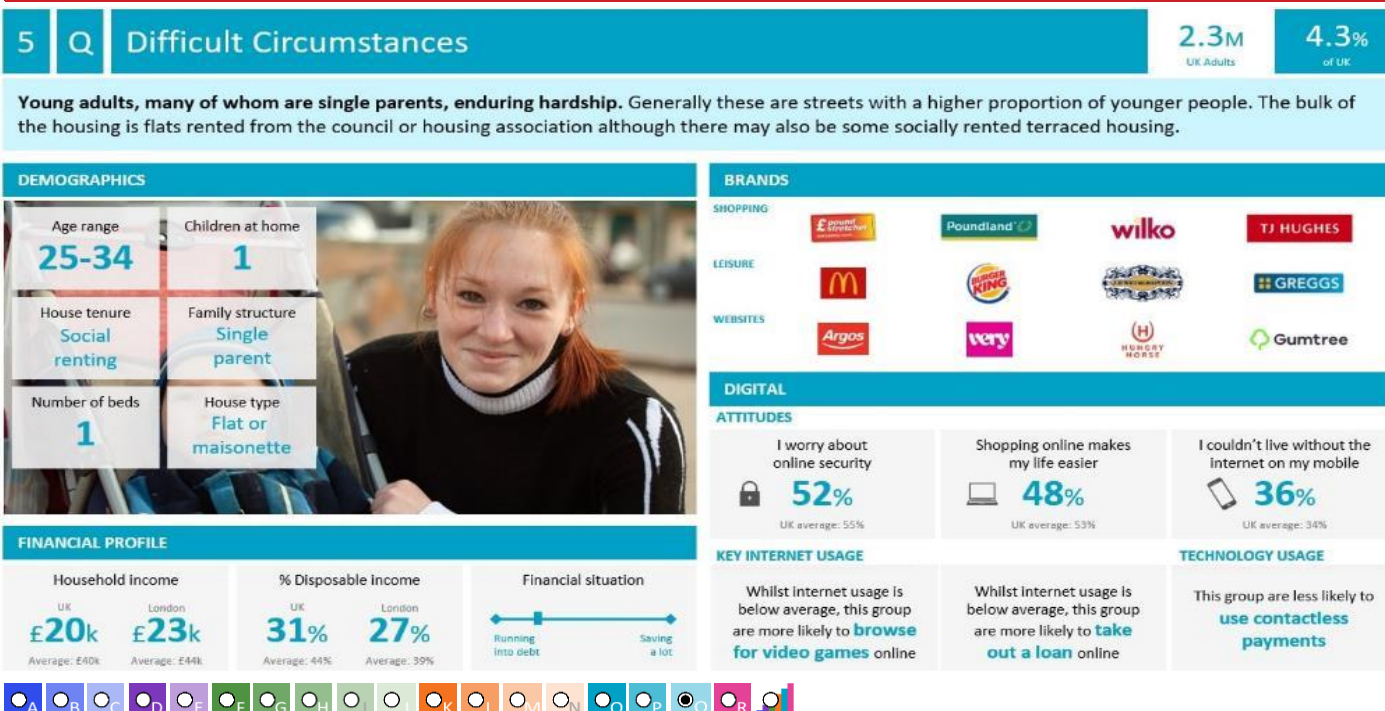 5 Q Difficult Circumstances
2.3M
UK Adults
4.3%
of UK
Young adults, many of whom are single parents, enduring hardship. Generally these are streets with a higher proportion of younger people. The bulk of
the housing is flats rented from the council or housing association although there may also be some socially rented terraced housing.
DEMOGRAPHICS
Age range
25-34
Children at home
1
House tenure
Social
renting
Family structure
Single
parent
Number of beds
1
House type
Flat or
maisonette
FINANCIAL PROFILE
Household income
UK
£20k
Average: £40k
London
£23k
Average: £44k
% Disposable income
UK
31%
Average: 44%
London
27%
Average: 39%
Financial situation
Running
into debt
Saving
a lot
BRANDS
SHOPPING
£ pound
stretcher
Poundland
wilko
TJ HUGHES
LEISURE
BURGER
KING
GREGGS
WEBSITES
Argos
very
H
HUNGRY
HORSE
Gumtree
DIGITAL
ATTITUDES
I worry about
online security
52%
UK average: 55%
Shopping online makes
my life easier
48%
UK average: 53%
I couldn't live without the
internet on my mobile
36%
UK average: 34%
KEY INTERNET USAGE
Whilst internet usage is
below average, this group
are more likely to browse
for video games online
Whilst internet usage is
below average, this group
are more likely to take
out a loan online
TECHNOLOGY USAGE
This group are less likely to
use contactless
payments
A B C D E F G H I J K L M N O P Q R